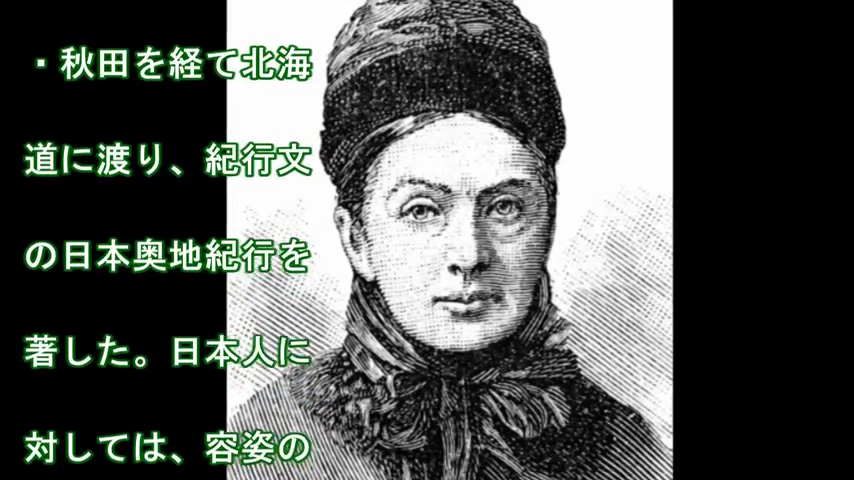 ・秋田を経て北海
道に渡り、紀行文
の日本奥地紀行を
著した。日本人に
対しては、容姿の